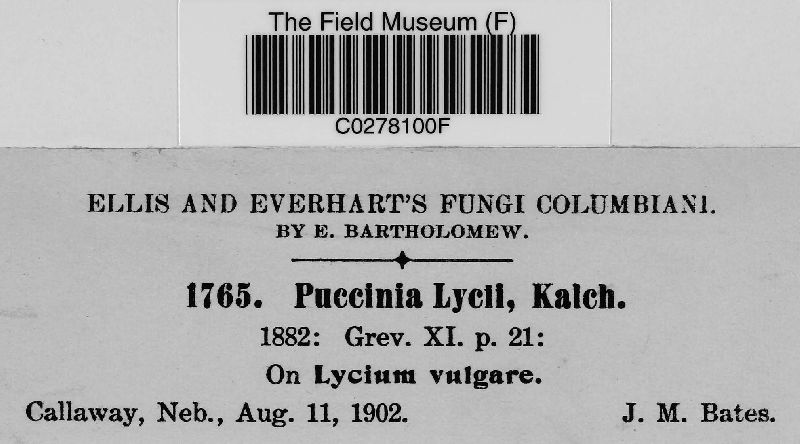 The Field Museum (F)
C0278100F
ELLIS AND EVERHART'S FUNGI COLUMBIANI.
BY E. BARTHOLOMEW.
1765. Puccinia Lycii, Kalch.
1882: Grev. XI. p. 21:
On Lycium vulgare.
Callaway, Neb., Aug. 11, 1902. J. M. Bates.